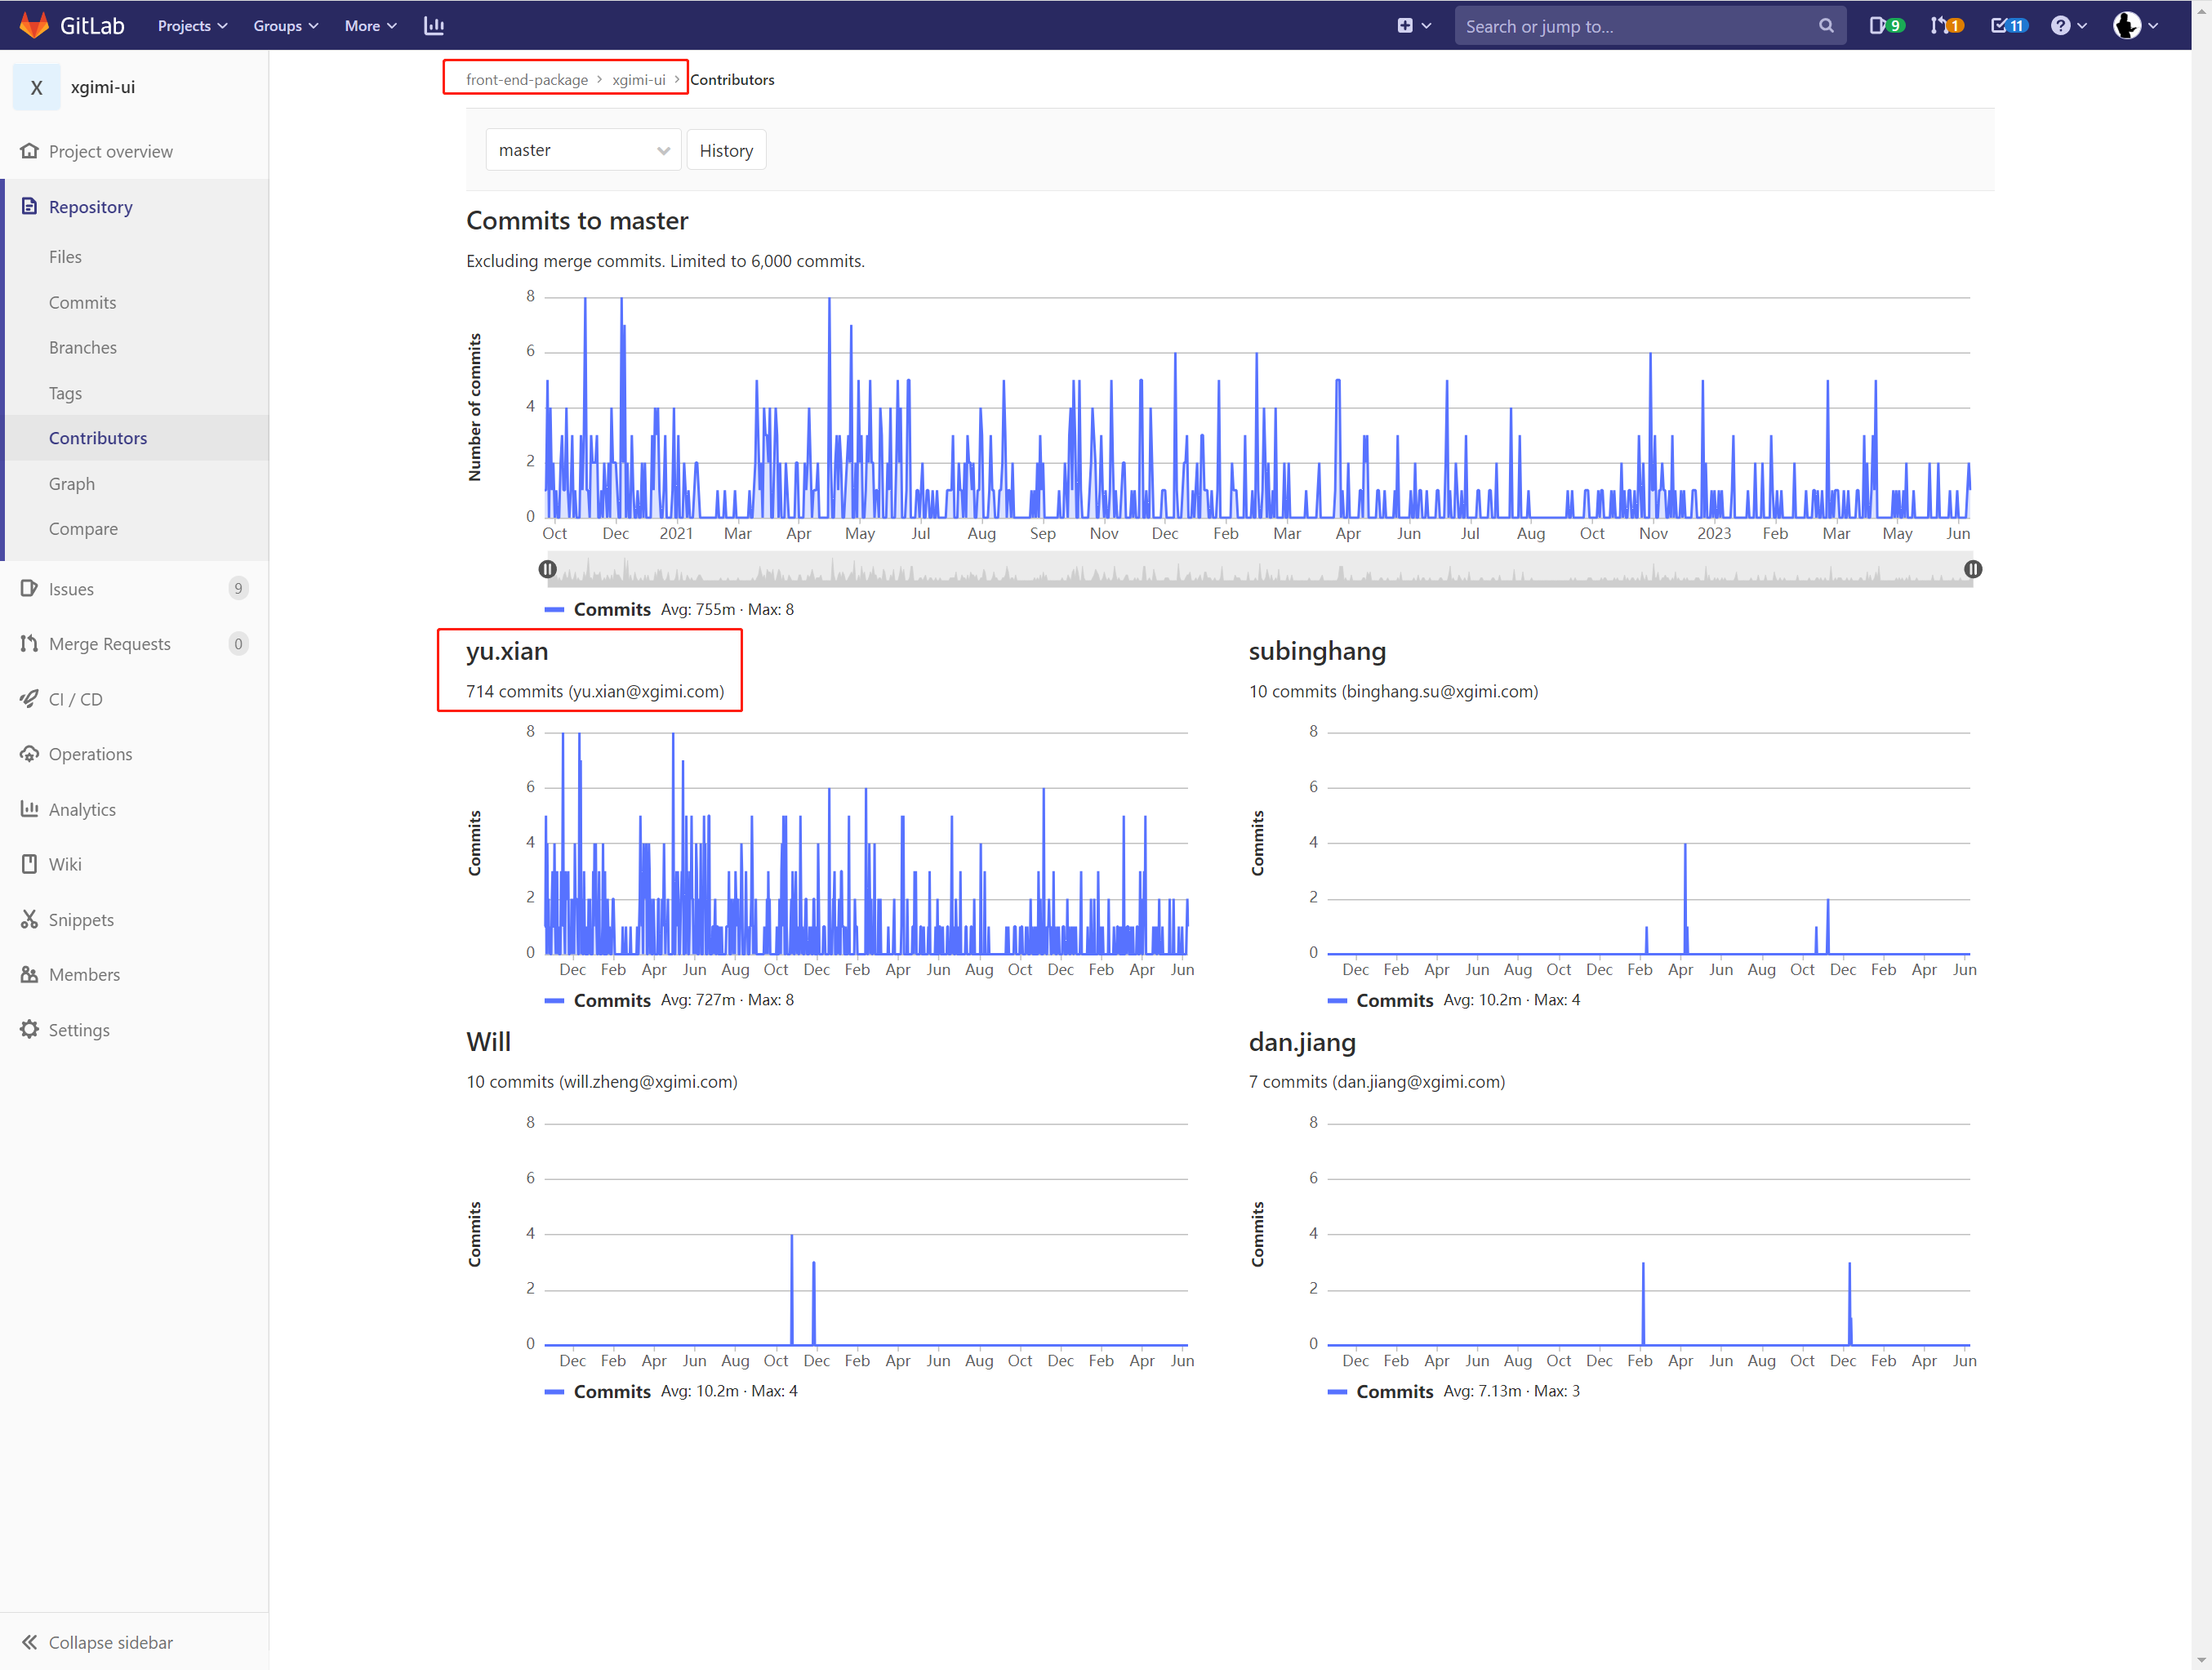 GitLab Projects Groups More Search or jump to... 9 1 11
X xgimi-ui
Project overview
Repository
Files
Commits
Branches
Tags
Contributors
Graph
Compare
Issues 9
Merge Requests 0
CI / CD
Operations
Analytics
Wiki
Snippets
Members
Settings
Collapse sidebar
front-end-package > xgimi-ui > Contributors
master History
Commits to master
Excluding merge commits. Limited to 6,000 commits.
Number of commits
8
6
4
2
0
Oct Dec 2021 Mar Apr May Jul Aug Sep Nov Dec Feb Mar Apr Jun Jul Aug Oct Nov 2023 Feb Mar May Jun
Commits Avg: 755m · Max: 8
yu.xian
714 commits (yu.xian@xgimi.com)
Commits
8
6
4
2
0
Dec Feb Apr Jun Aug Oct Dec Feb Apr Jun Aug Oct Dec Feb Apr Jun
Commits Avg: 727m · Max: 8
subinghang
10 commits (binghang.su@xgimi.com)
Commits
8
6
4
2
0
Dec Feb Apr Jun Aug Oct Dec Feb Apr Jun Aug Oct Dec Feb Apr Jun
Commits Avg: 10.2m · Max: 4
Will
10 commits (will.zheng@xgimi.com)
Commits
8
6
4
2
0
Dec Feb Apr Jun Aug Oct Dec Feb Apr Jun Aug Oct Dec Feb Apr Jun
Commits Avg: 10.2m · Max: 4
dan.jiang
7 commits (dan.jiang@xgimi.com)
Commits
8
6
4
2
0
Dec Feb Apr Jun Aug Oct Dec Feb Apr Jun Aug Oct Dec Feb Apr Jun
Commits Avg: 7.13m · Max: 3